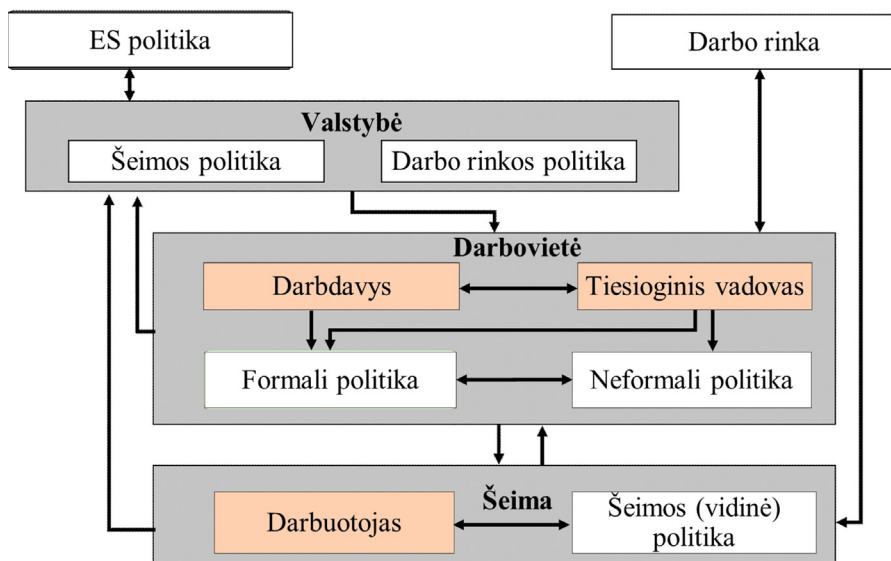 ES politika
Darbo rinka
Valstybė
Šeimos politika
Darbo rinkos politika
Darbovietė
Darbdavys
Tiesioginis vadovas
Formali politika
Neformali politika
Šeima
Darbuotojas
Šeimos (vidinė)
politika